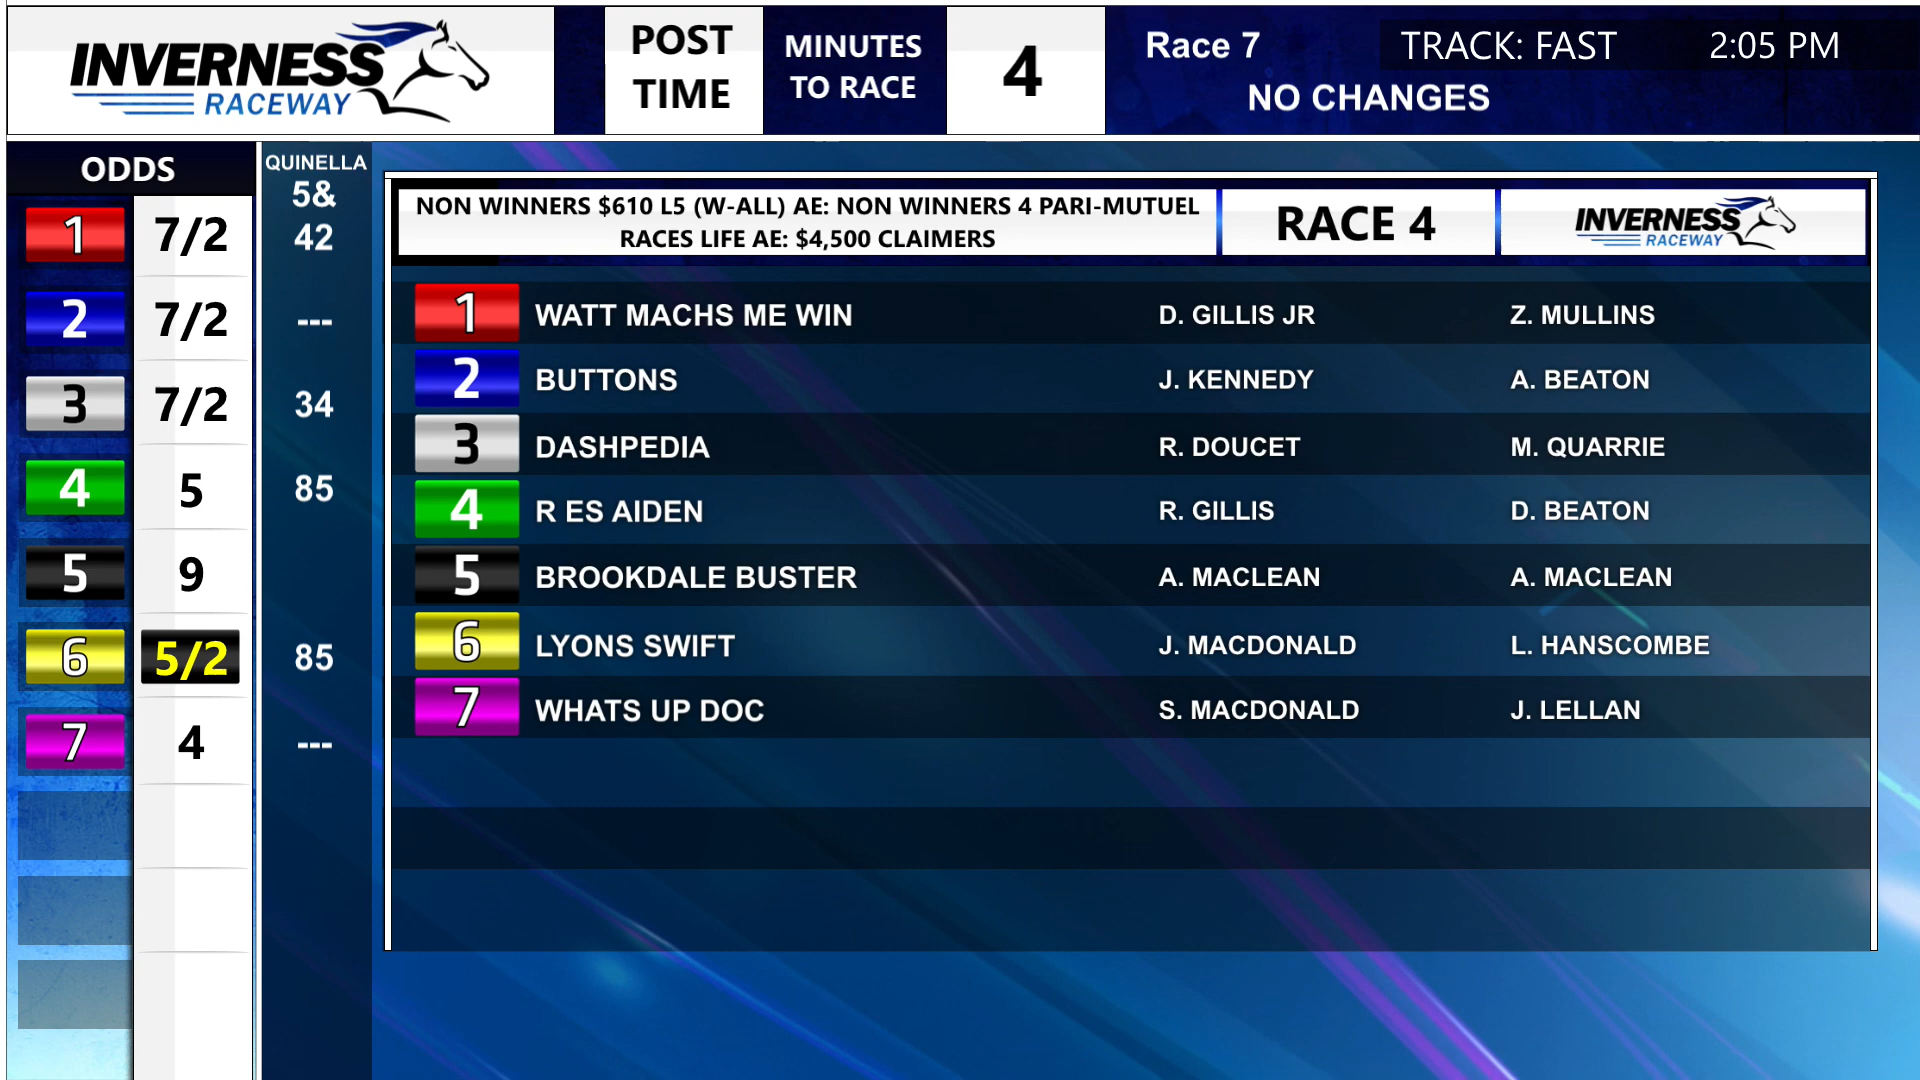 INVERNESS
RACEWAY
POST
TIME
MINUTES
TO RACE
4
Race 7
TRACK: FAST
2:05 PM
NO CHANGES
ODDS
1 7/2
2 7/2
3 7/2
4 5
5 9
6 5/2
7 4
QUINELLA
5&
42
---
34
85
85
---
NON WINNERS $610 L5 (W-ALL) AE: NON WINNERS 4 PARI-MUTUEL
RACES LIFE AE: $4,500 CLAIMERS
RACE 4
INVERNESS
RACEWAY
1 WATT MACHS ME WIN D. GILLIS JR Z. MULLINS
2 BUTTONS J. KENNEDY A. BEATON
3 DASHPEDIA R. DOUCET M. QUARRIE
4 R ES AIDEN R. GILLIS D. BEATON
5 BROOKDALE BUSTER A. MACLEAN A. MACLEAN
6 LYONS SWIFT J. MACDONALD L. HANSCOMBE
7 WHATS UP DOC S. MACDONALD J. LELLAN